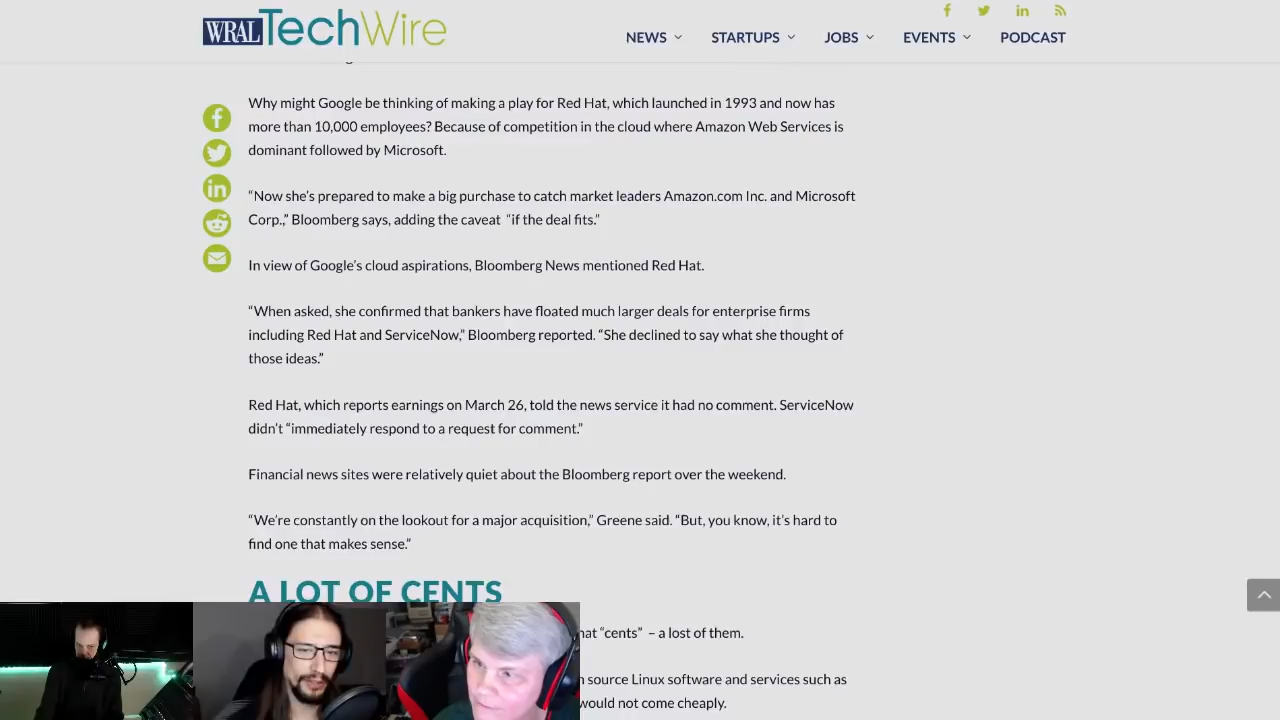 WRAL TechWire
NEWS STARTUPS JOBS EVENTS PODCAST
Why might Google be thinking of making a play for Red Hat, which launched in 1993 and now has
more than 10,000 employees? Because of competition in the cloud where Amazon Web Services is
dominant followed by Microsoft.
“Now she’s prepared to make a big purchase to catch market leaders Amazon.com Inc. and Microsoft
Corp.,” Bloomberg says, adding the caveat “if the deal fits.”
In view of Google’s cloud aspirations, Bloomberg News mentioned Red Hat.
“When asked, she confirmed that bankers have floated much larger deals for enterprise firms
including Red Hat and ServiceNow,” Bloomberg reported. “She declined to say what she thought of
those ideas.”
Red Hat, which reports earnings on March 26, told the news service it had no comment. ServiceNow
didn’t “immediately respond to a request for comment.”
Financial news sites were relatively quiet about the Bloomberg report over the weekend.
“We’re constantly on the lookout for a major acquisition,” Greene said. “But, you know, it’s hard to
find one that makes sense.”
A LOT OF CENTS
“cents” – a lost of them.
source Linux software and services such as
would not come cheaply.